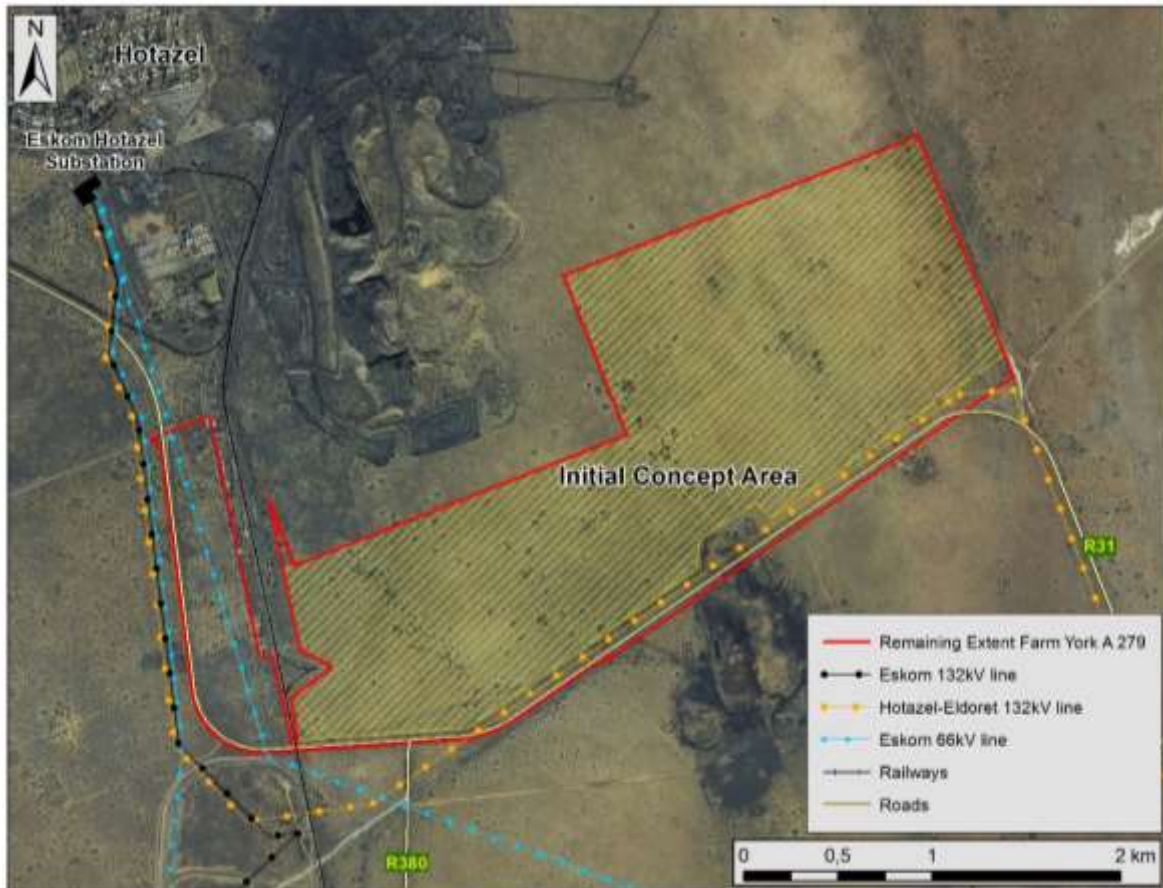 N
Hotazel
Eskom Hotazel
Substation
Initial Concept Area
R31
R380
Remaining Extent Farm York A 279
Eskom 132kV line
Hotazel-Eldoret 132kV line
Eskom 66kV line
Railways
Roads
0 0,5 1 2 km